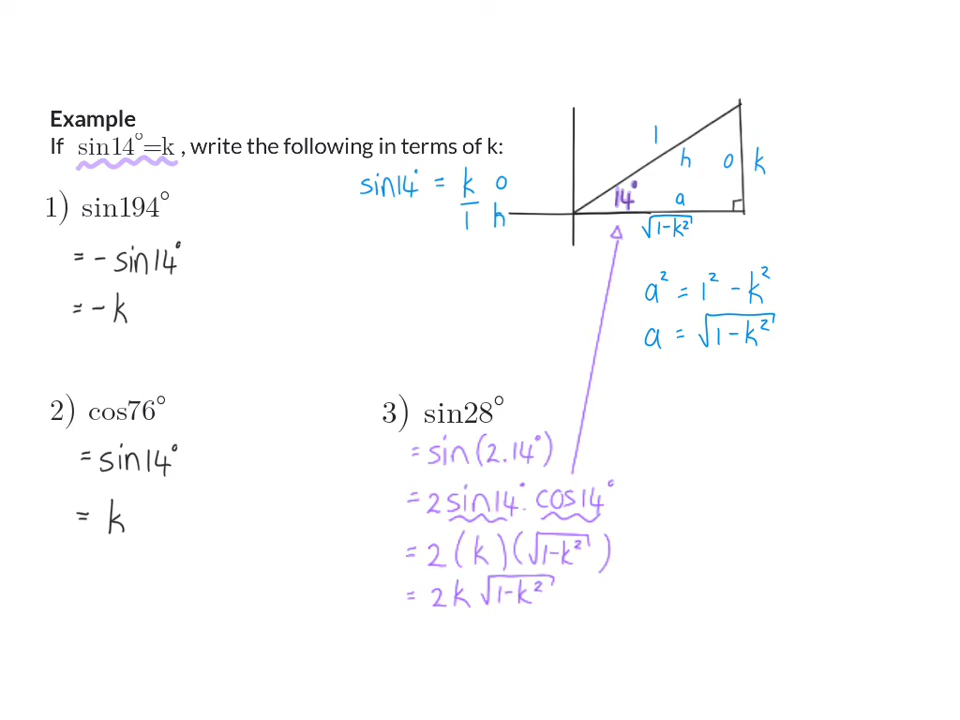 Example
If sin14°=k, write the following in terms of k:
sin14° = k/1 o/h
1
h
o
k
14°
a
√1-k²
a² = 1² - k²
a = √1-k²
1) sin194°
= - sin14°
= - k
2) cos76°
= sin14°
= k
3) sin28°
= sin(2.14°)
= 2sin14°. cos14°
= 2(k)(√1-k²)
= 2k √1-k²